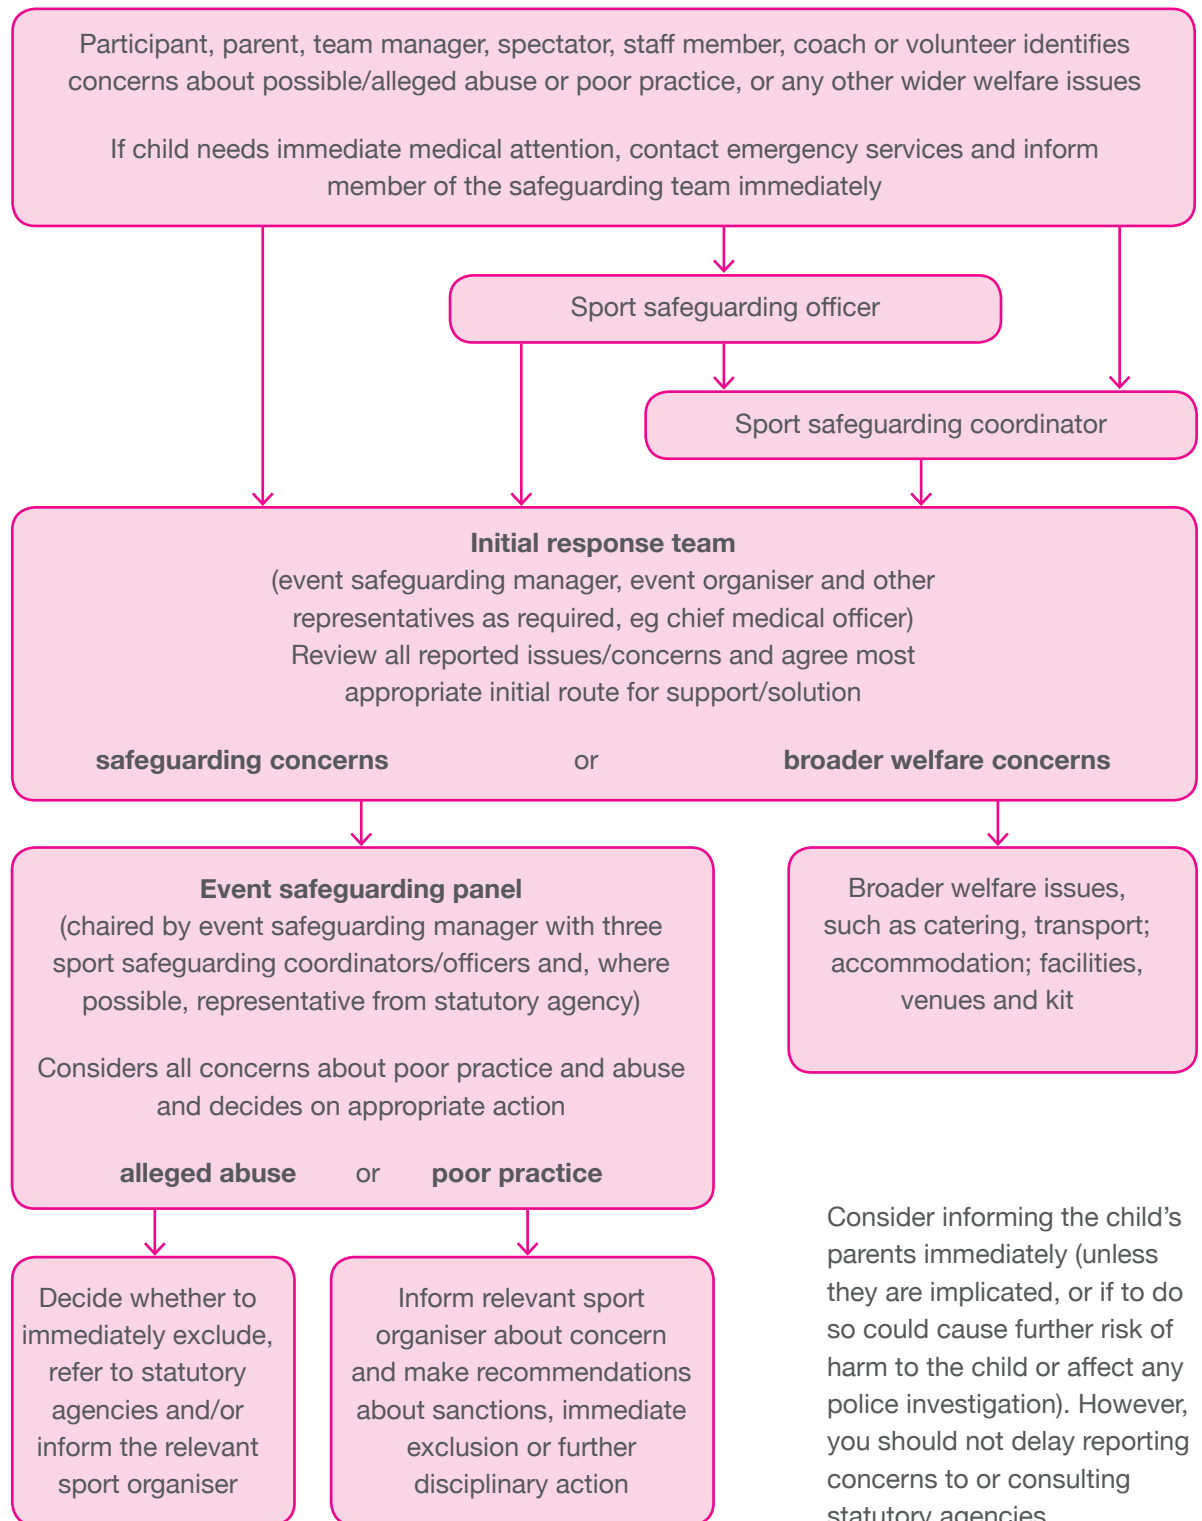 Participant, parent, team manager, spectator, staff member, coach or volunteer identifies
concerns about possible/alleged abuse or poor practice, or any other wider welfare issues
If child needs immediate medical attention, contact emergency services and inform
member of the safeguarding team immediately
Sport safeguarding officer
Sport safeguarding coordinator
Initial response team
(event safeguarding manager, event organiser and other
representatives as required, eg chief medical officer)
Review all reported issues/concerns and agree most
appropriate initial route for support/solution
safeguarding concerns or broader welfare concerns
Event safeguarding panel
(chaired by event safeguarding manager with three
sport safeguarding coordinators/officers and, where
possible, representative from statutory agency)
Considers all concerns about poor practice and abuse
and decides on appropriate action
alleged abuse or poor practice
Broader welfare issues,
such as catering, transport;
accommodation; facilities,
venues and kit
Decide whether to
immediately exclude,
refer to statutory
agencies and/or
inform the relevant
sport organiser
Inform relevant sport
organiser about concern
and make recommendations
about sanctions, immediate
exclusion or further
disciplinary action
Consider informing the child's
parents immediately (unless
they are implicated, or if to do
so could cause further risk of
harm to the child or affect any
police investigation). However,
you should not delay reporting
concerns to or consulting
statutory agencies